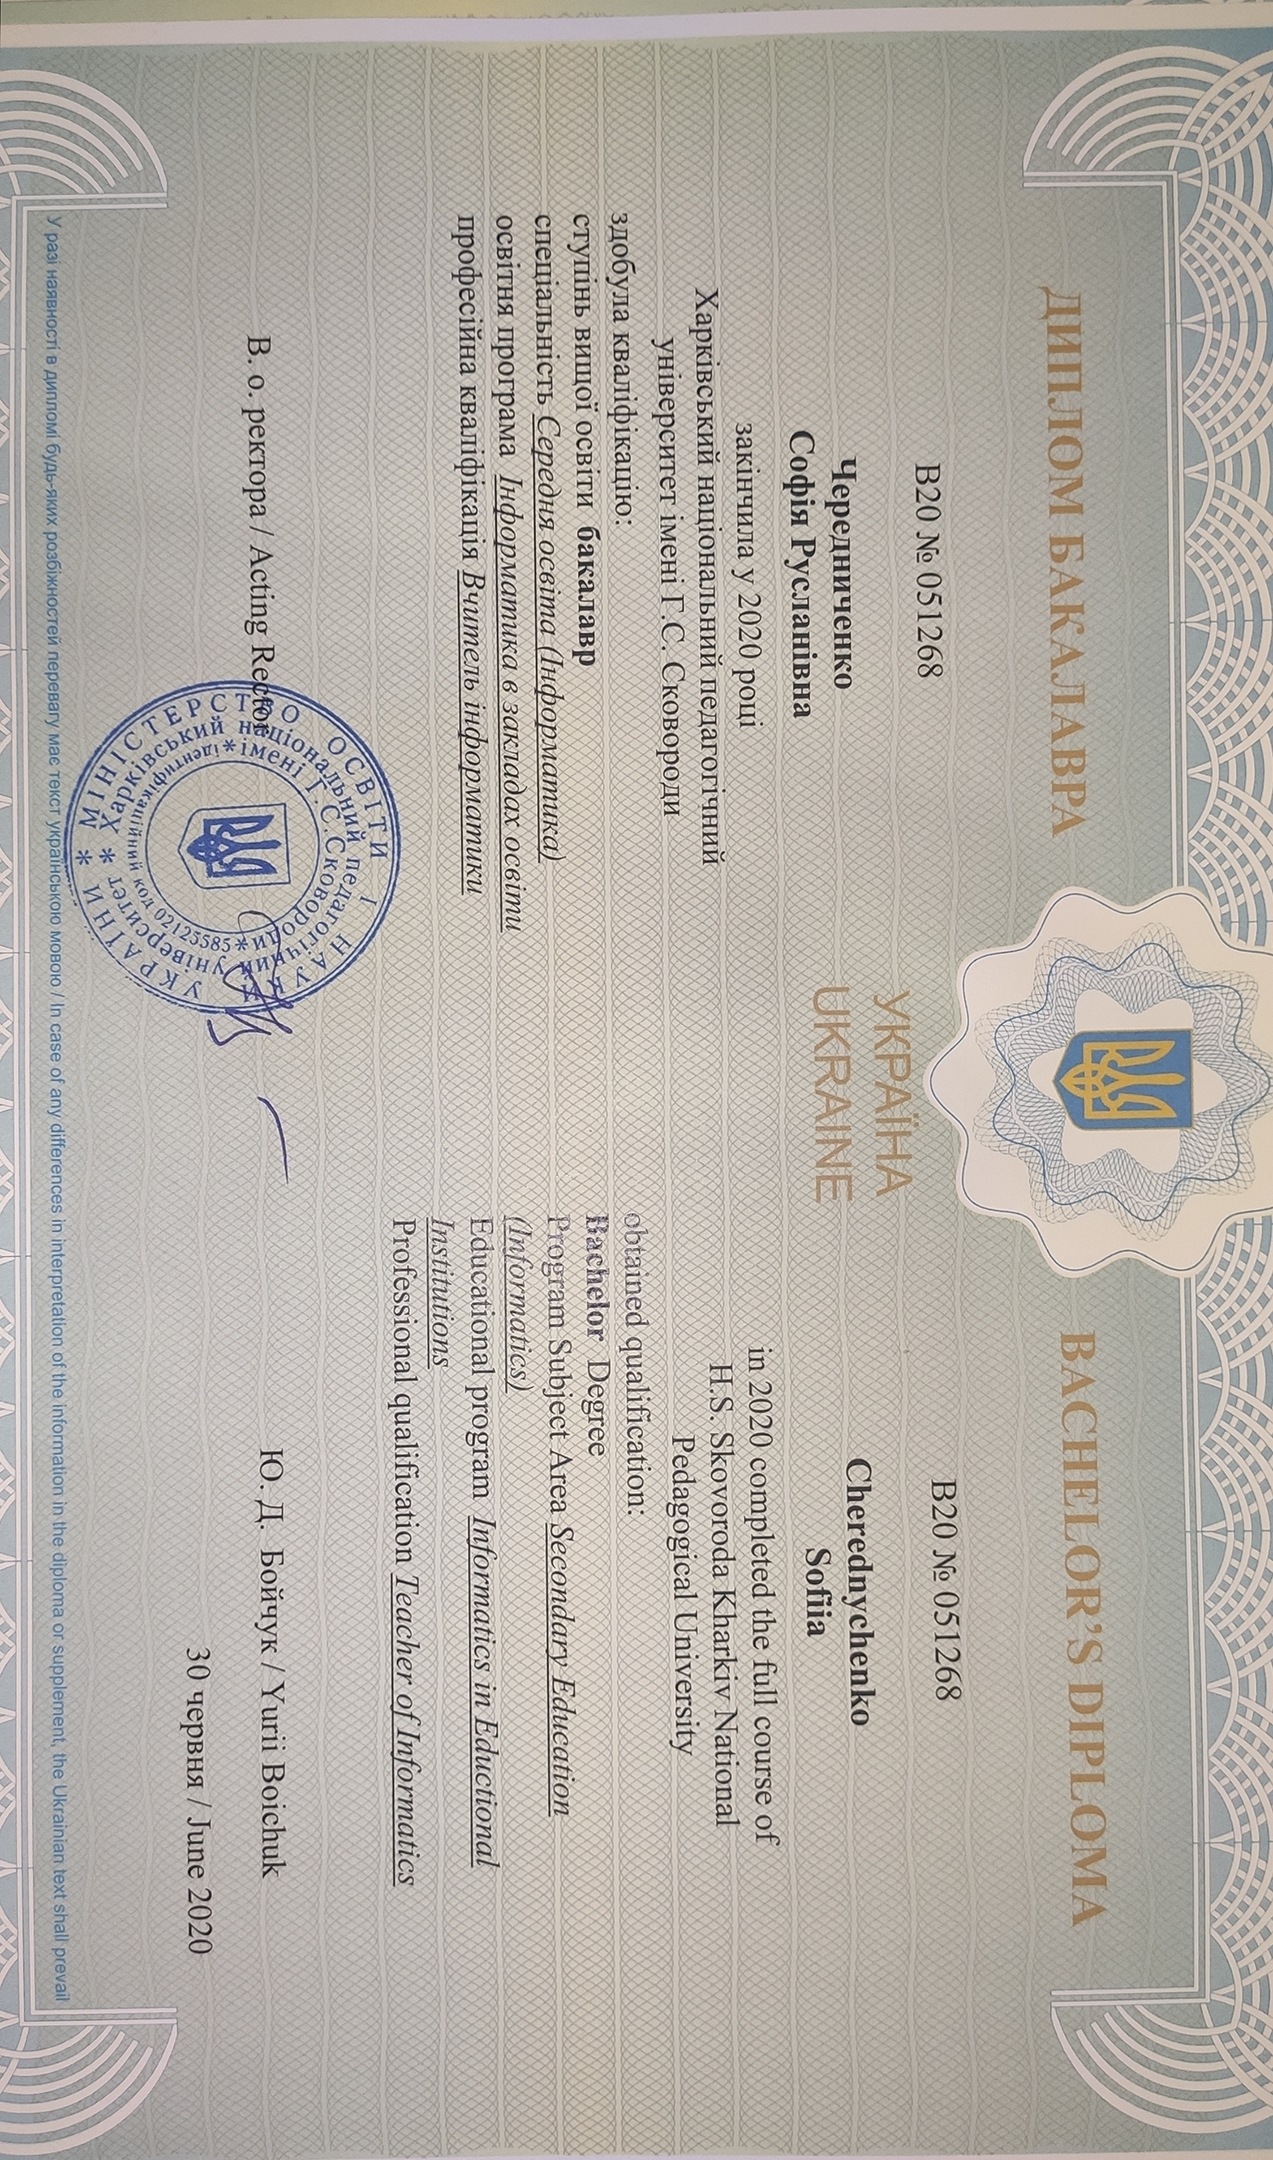 ДИПЛОМ БАКАЛАВРА
В20 № 051268
Чередниченко
Софія Русланівна
закінчила у 2020 році
Харківський національний педагогічний
університет імені Г.С. Сковороди
здобула кваліфікацію:
ступінь вищої освіти бакалавр
спеціальність Середня освіта (Інформатика)
освітня програма Інформатика в закладах освіти
професійна кваліфікація Вчитель інформатики
УКРАЇНА
UKRAINE
BACHELOR’S DIPLOMA
B20 № 051268
Cherednychenko
Sofiia
in 2020 completed the full course of
H.S. Skovoroda Kharkiv National
Pedagogical University
obtained qualification:
Bachelor Degree
Program Subject Area Secondary Education
(Informatics)
Educational program Informatics in Eductional
Institutions
Professional qualification Teacher of Informatics
В. о. ректора / Acting Rector
Ю. Д. Бойчук / Yurii Boichuk
30 червня / June 2020
МІНІСТЕРСТВО ОСВІТИ І НАУКИ УКРАЇНИ
Харківський національний педагогічний університет
імені Г.С.Сковороди
ідентифікаційний код 02125585
У разі наявності в дипломі будь-яких розбіжностей перевагу має текст українською мовою / In case of any differences in interpretation of the information in the diploma or supplement, the Ukrainian text shall prevail